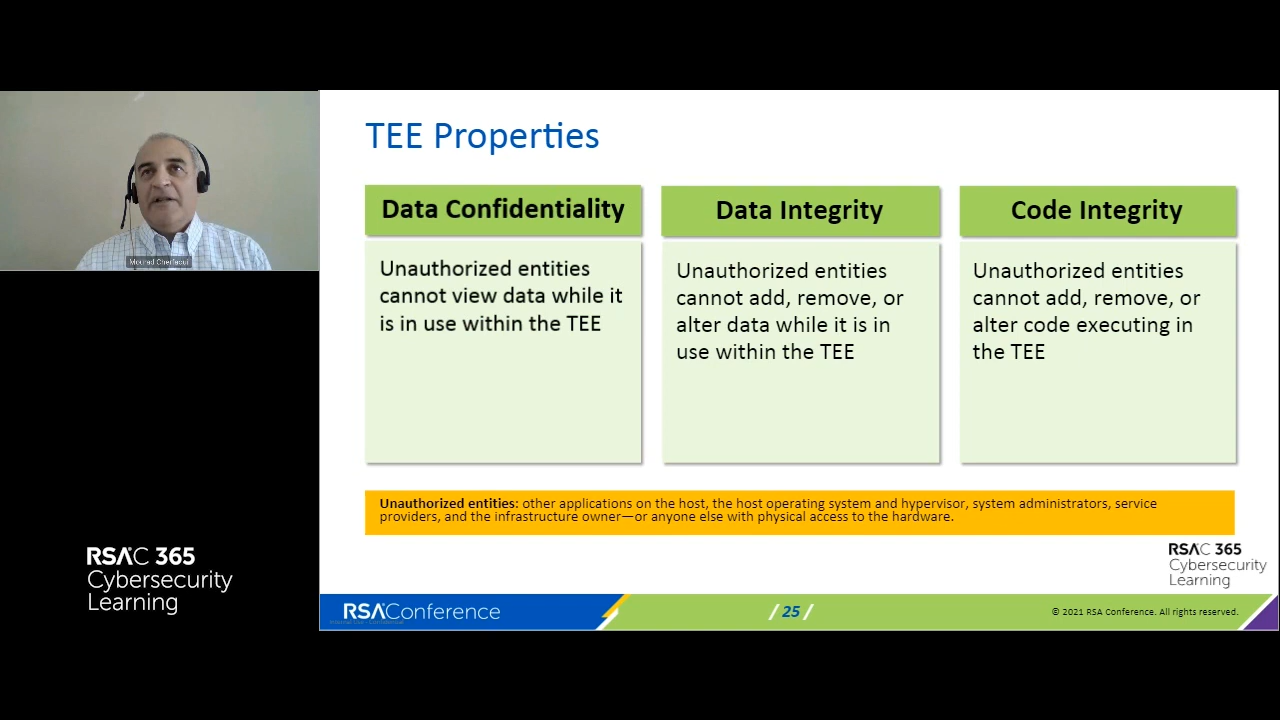 Mourad Cherfaoui
RSAC 365
Cybersecurity
Learning
TEE Properties
Data Confidentiality
Unauthorized entities
cannot view data while it
is in use within the TEE
Data Integrity
Unauthorized entities
cannot add, remove, or
alter data while it is in
use within the TEE
Code Integrity
Unauthorized entities
cannot add, remove, or
alter code executing in
the TEE
Unauthorized entities: other applications on the host, the host operating system and hypervisor, system administrators, service
providers, and the infrastructure owner—or anyone else with physical access to the hardware.
RSAC 365
Cybersecurity
Learning
RSAConference
Internal Use - Confidential
/ 25 /
© 2021 RSA Conference. All rights reserved.